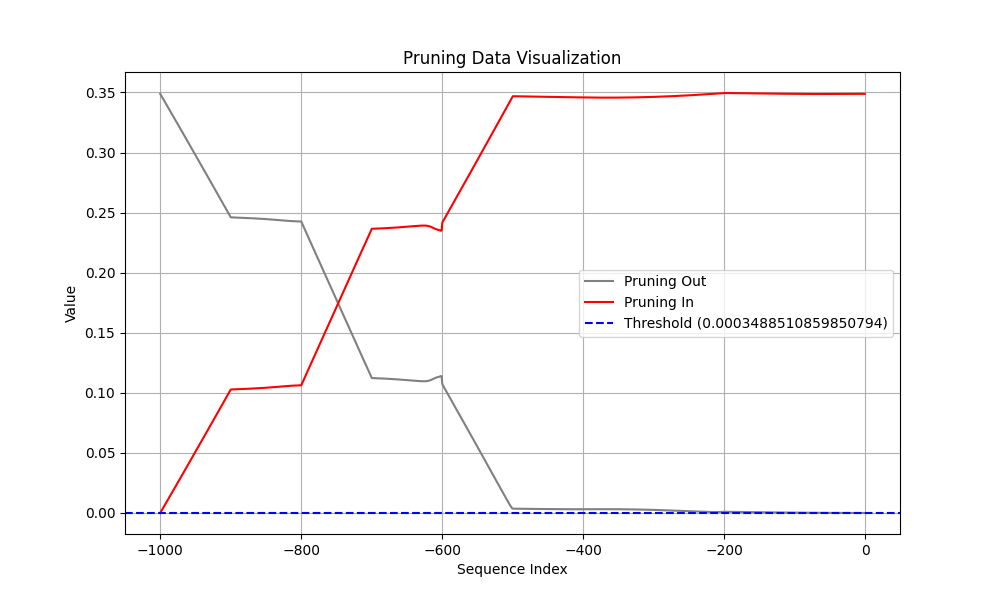 Pruning Data Visualization
Value
0.35
0.30
0.25
0.20
0.15
0.10
0.05
0.00
Pruning Out
Pruning In
Threshold (0.0003488510859850794)
−1000 −800 −600 −400 −200 0
Sequence Index